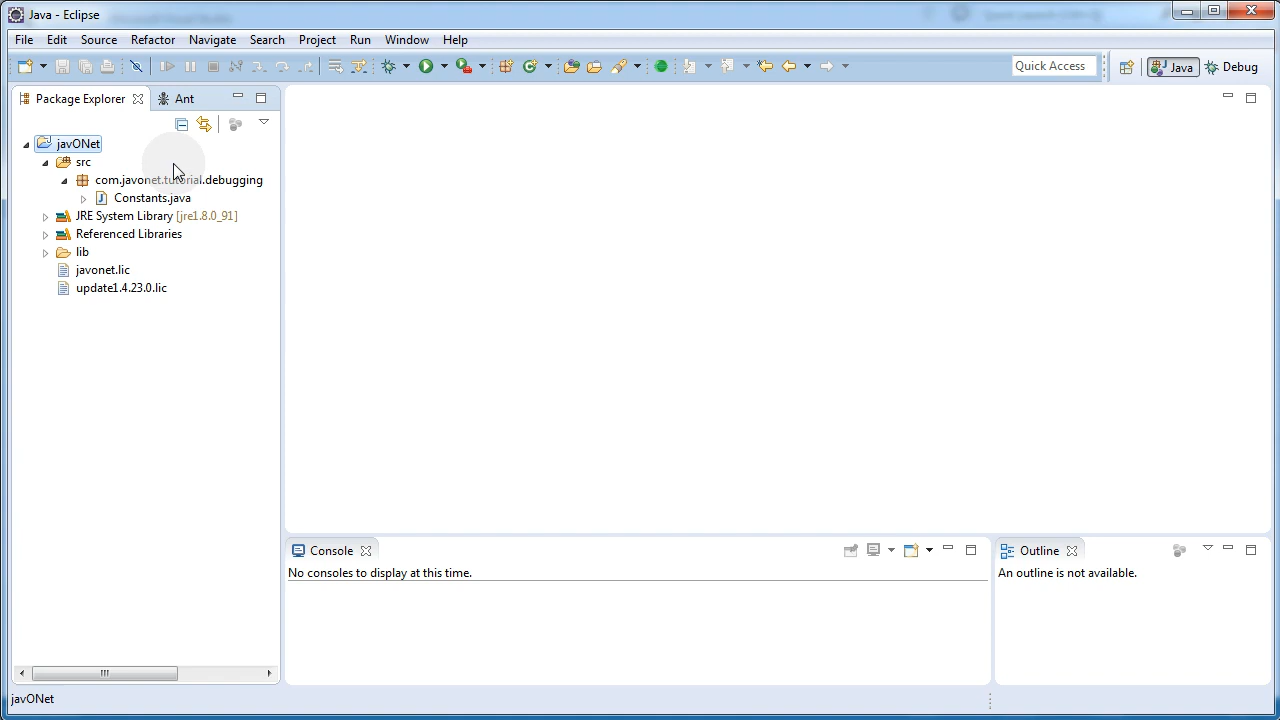 Java - Eclipse
File Edit Source Refactor Navigate Search Project Run Window Help
Quick Access Java Debug
Package Explorer Ant
javONet
src
com.javonet.tutorial.debugging
Constants.java
JRE System Library [jre1.8.0_91]
Referenced Libraries
lib
javonet.lic
update1.4.23.0.lic
Console
No consoles to display at this time.
Outline
An outline is not available.
javONet